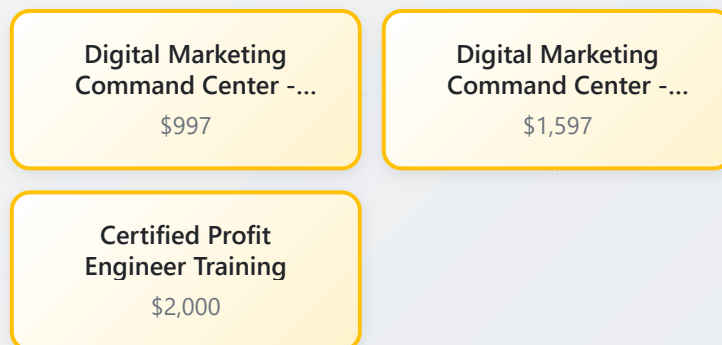 Digital Marketing
Command Center -...
$997
Digital Marketing
Command Center -...
$1,597
Certified Profit
Engineer Training
$2,000